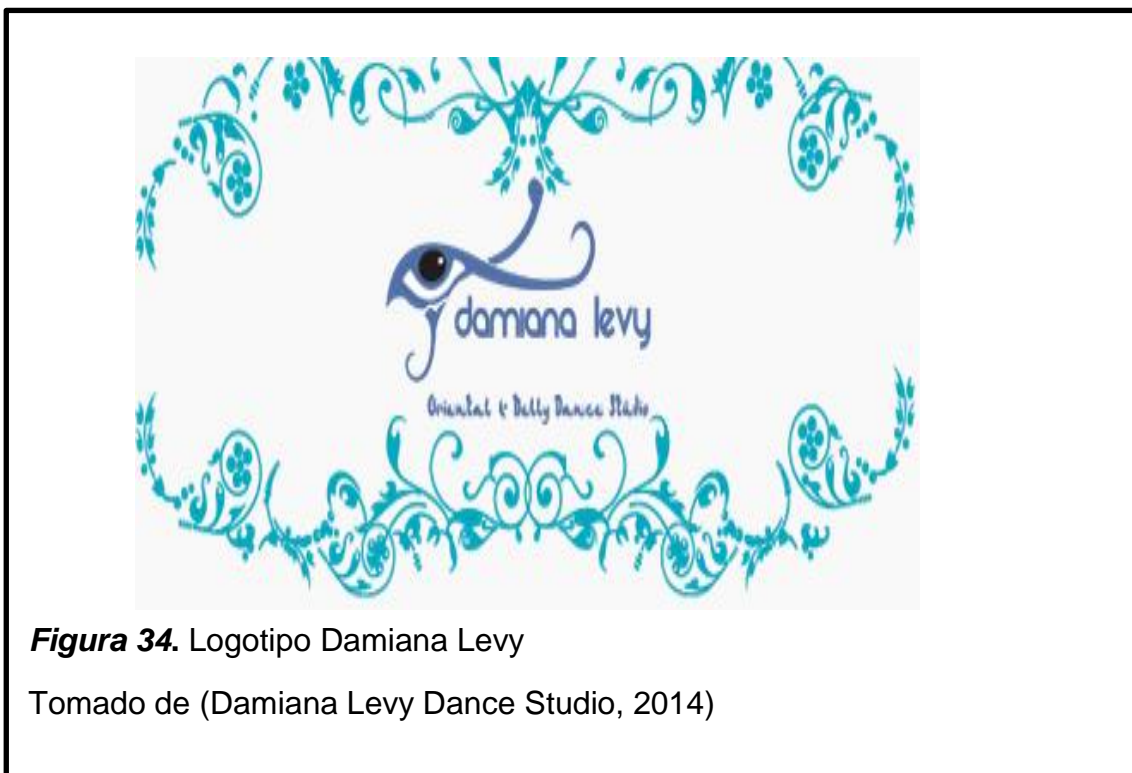 damiana levy
Oriental & Belly Dance Studio
Figura 34. Logotipo Damiana Levy
Tomado de (Damiana Levy Dance Studio, 2014)